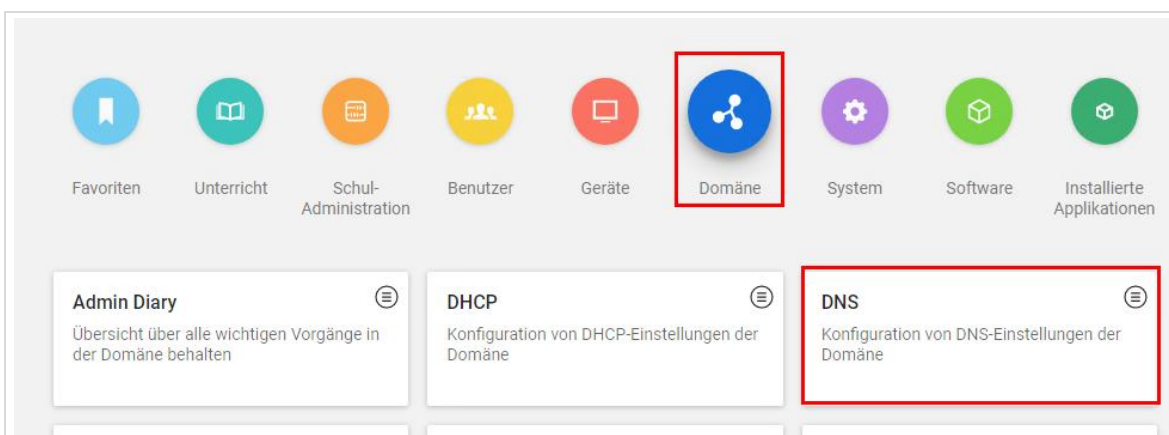 Favoriten
Unterricht
Schul-
Administration
Benutzer
Geräte
Domäne
System
Software
Installierte
Applikationen
Admin Diary
Übersicht über alle wichtigen Vorgänge in
der Domäne behalten
DHCP
Konfiguration von DHCP-Einstellungen der
Domäne
DNS
Konfiguration von DNS-Einstellungen der
Domäne